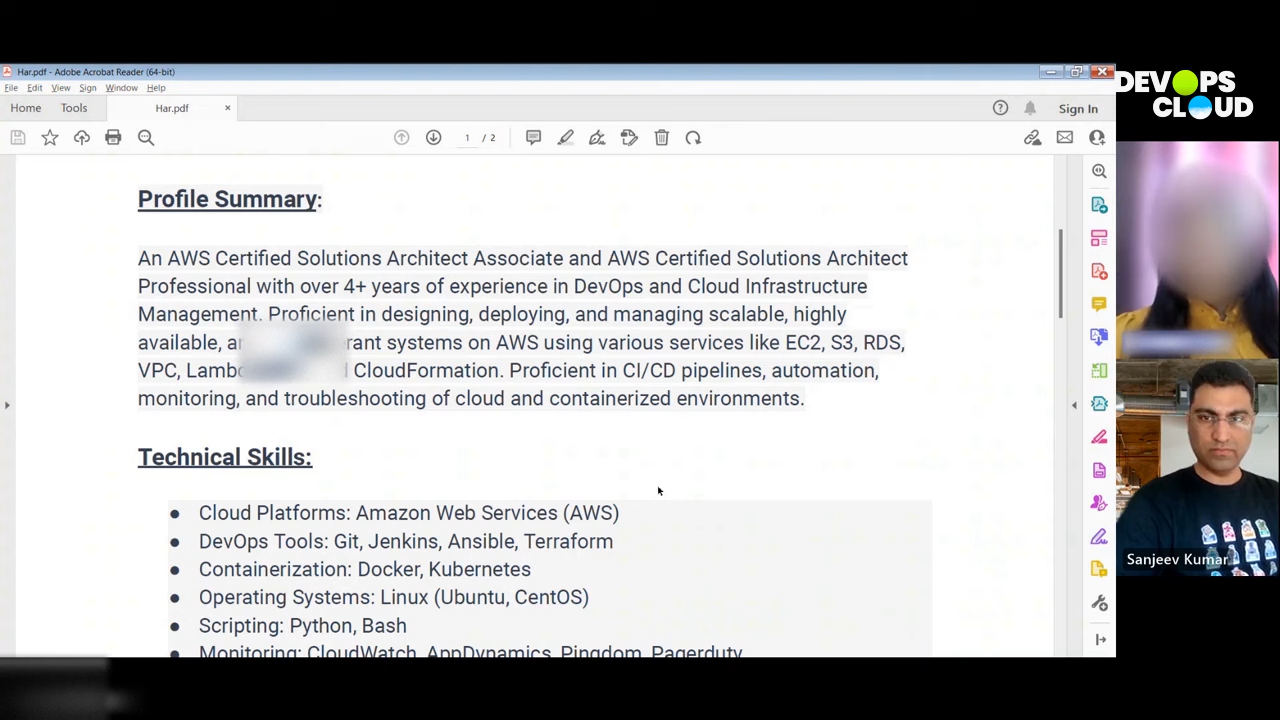 Har.pdf - Adobe Acrobat Reader (64-bit)
File Edit View Sign Window Help
Home Tools Har.pdf × Sign In
1 / 2
DEVOPS
CLOUD
Profile Summary:
An AWS Certified Solutions Architect Associate and AWS Certified Solutions Architect
Professional with over 4+ years of experience in DevOps and Cloud Infrastructure
Management. Proficient in designing, deploying, and managing scalable, highly
available, systems on AWS using various services like EC2, S3, RDS,
VPC, CloudFormation. Proficient in CI/CD pipelines, automation,
monitoring, and troubleshooting of cloud and containerized environments.
Technical Skills:
● Cloud Platforms: Amazon Web Services (AWS)
● DevOps Tools: Git, Jenkins, Ansible, Terraform
● Containerization: Docker, Kubernetes
● Operating Systems: Linux (Ubuntu, CentOS)
● Scripting: Python, Bash
● Monitoring: CloudWatch, AppDynamics, Pingdom, Pagerduty
Sanjeev Kumar